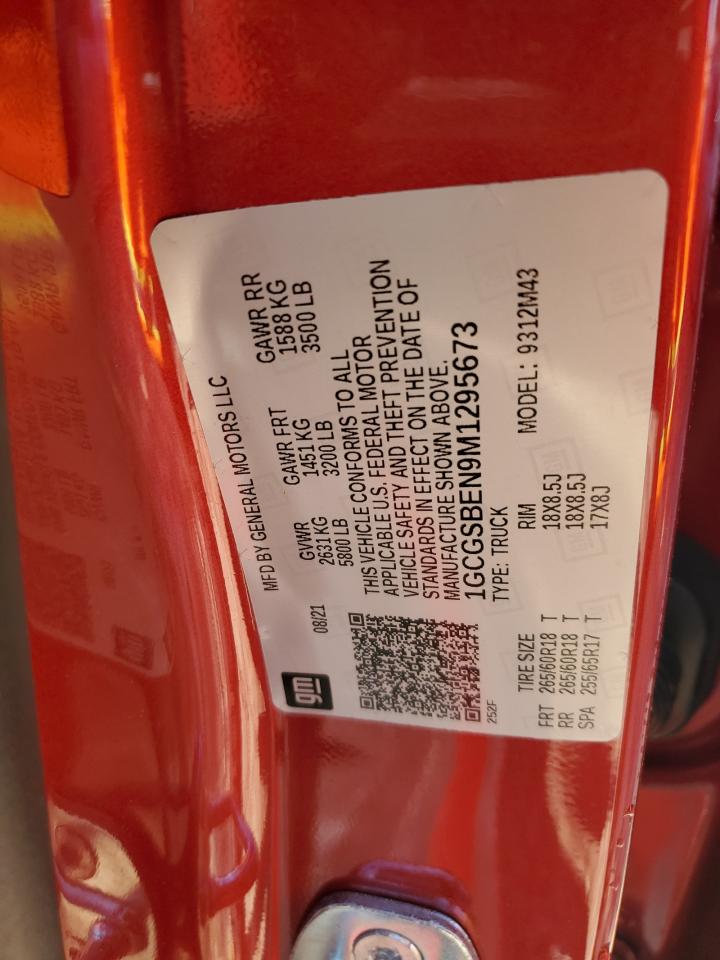 gm
MFD BY GENERAL MOTORS LLC
08/21
GVWR GAWR FRT GAWR RR
2631 KG 1451 KG 1588 KG
5800 LB 3200 LB 3500 LB
THIS VEHICLE CONFORMS TO ALL
APPLICABLE U.S. FEDERAL MOTOR
VEHICLE SAFETY AND THEFT PREVENTION
STANDARDS IN EFFECT ON THE DATE OF
MANUFACTURE SHOWN ABOVE.
1GCGSBEN9M1295673
252F
TYPE: TRUCK
TIRE SIZE RIM MODEL: 9312M43
FRT 265/60R18 T 18X8.5J
RR 265/60R18 T 18X8.5J
SPA 255/65R17 T 17X8J